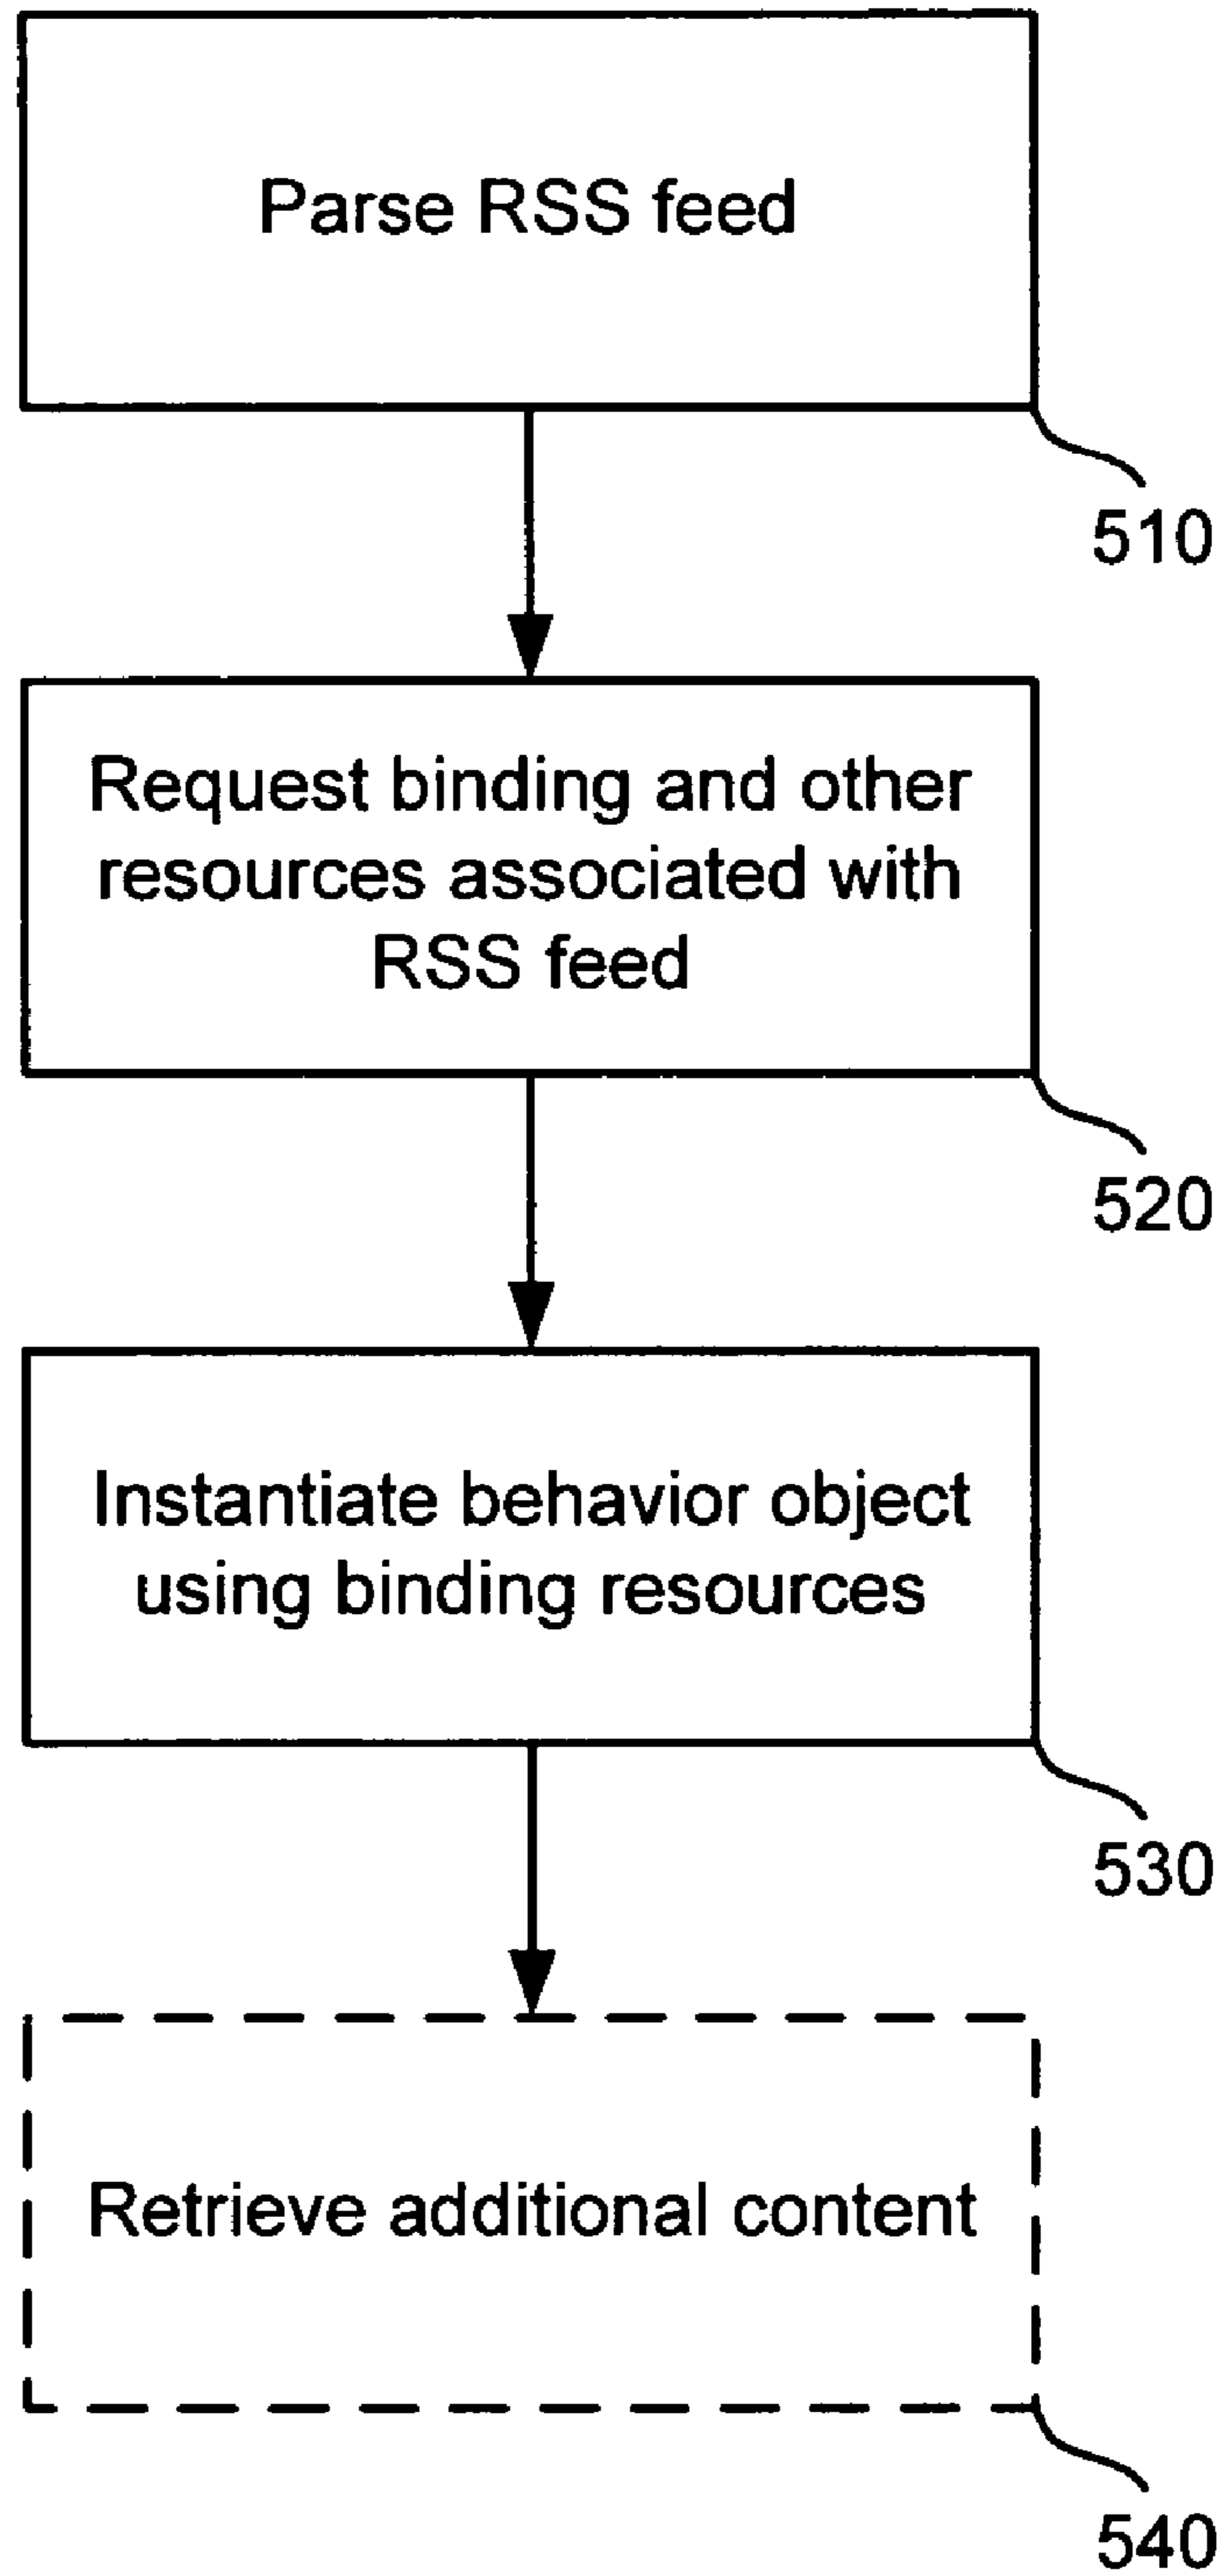 Parse RSS feed
510
Request binding and other
resources associated with
RSS feed
520
Instantiate behavior object
using binding resources
530
Retrieve additional content
540